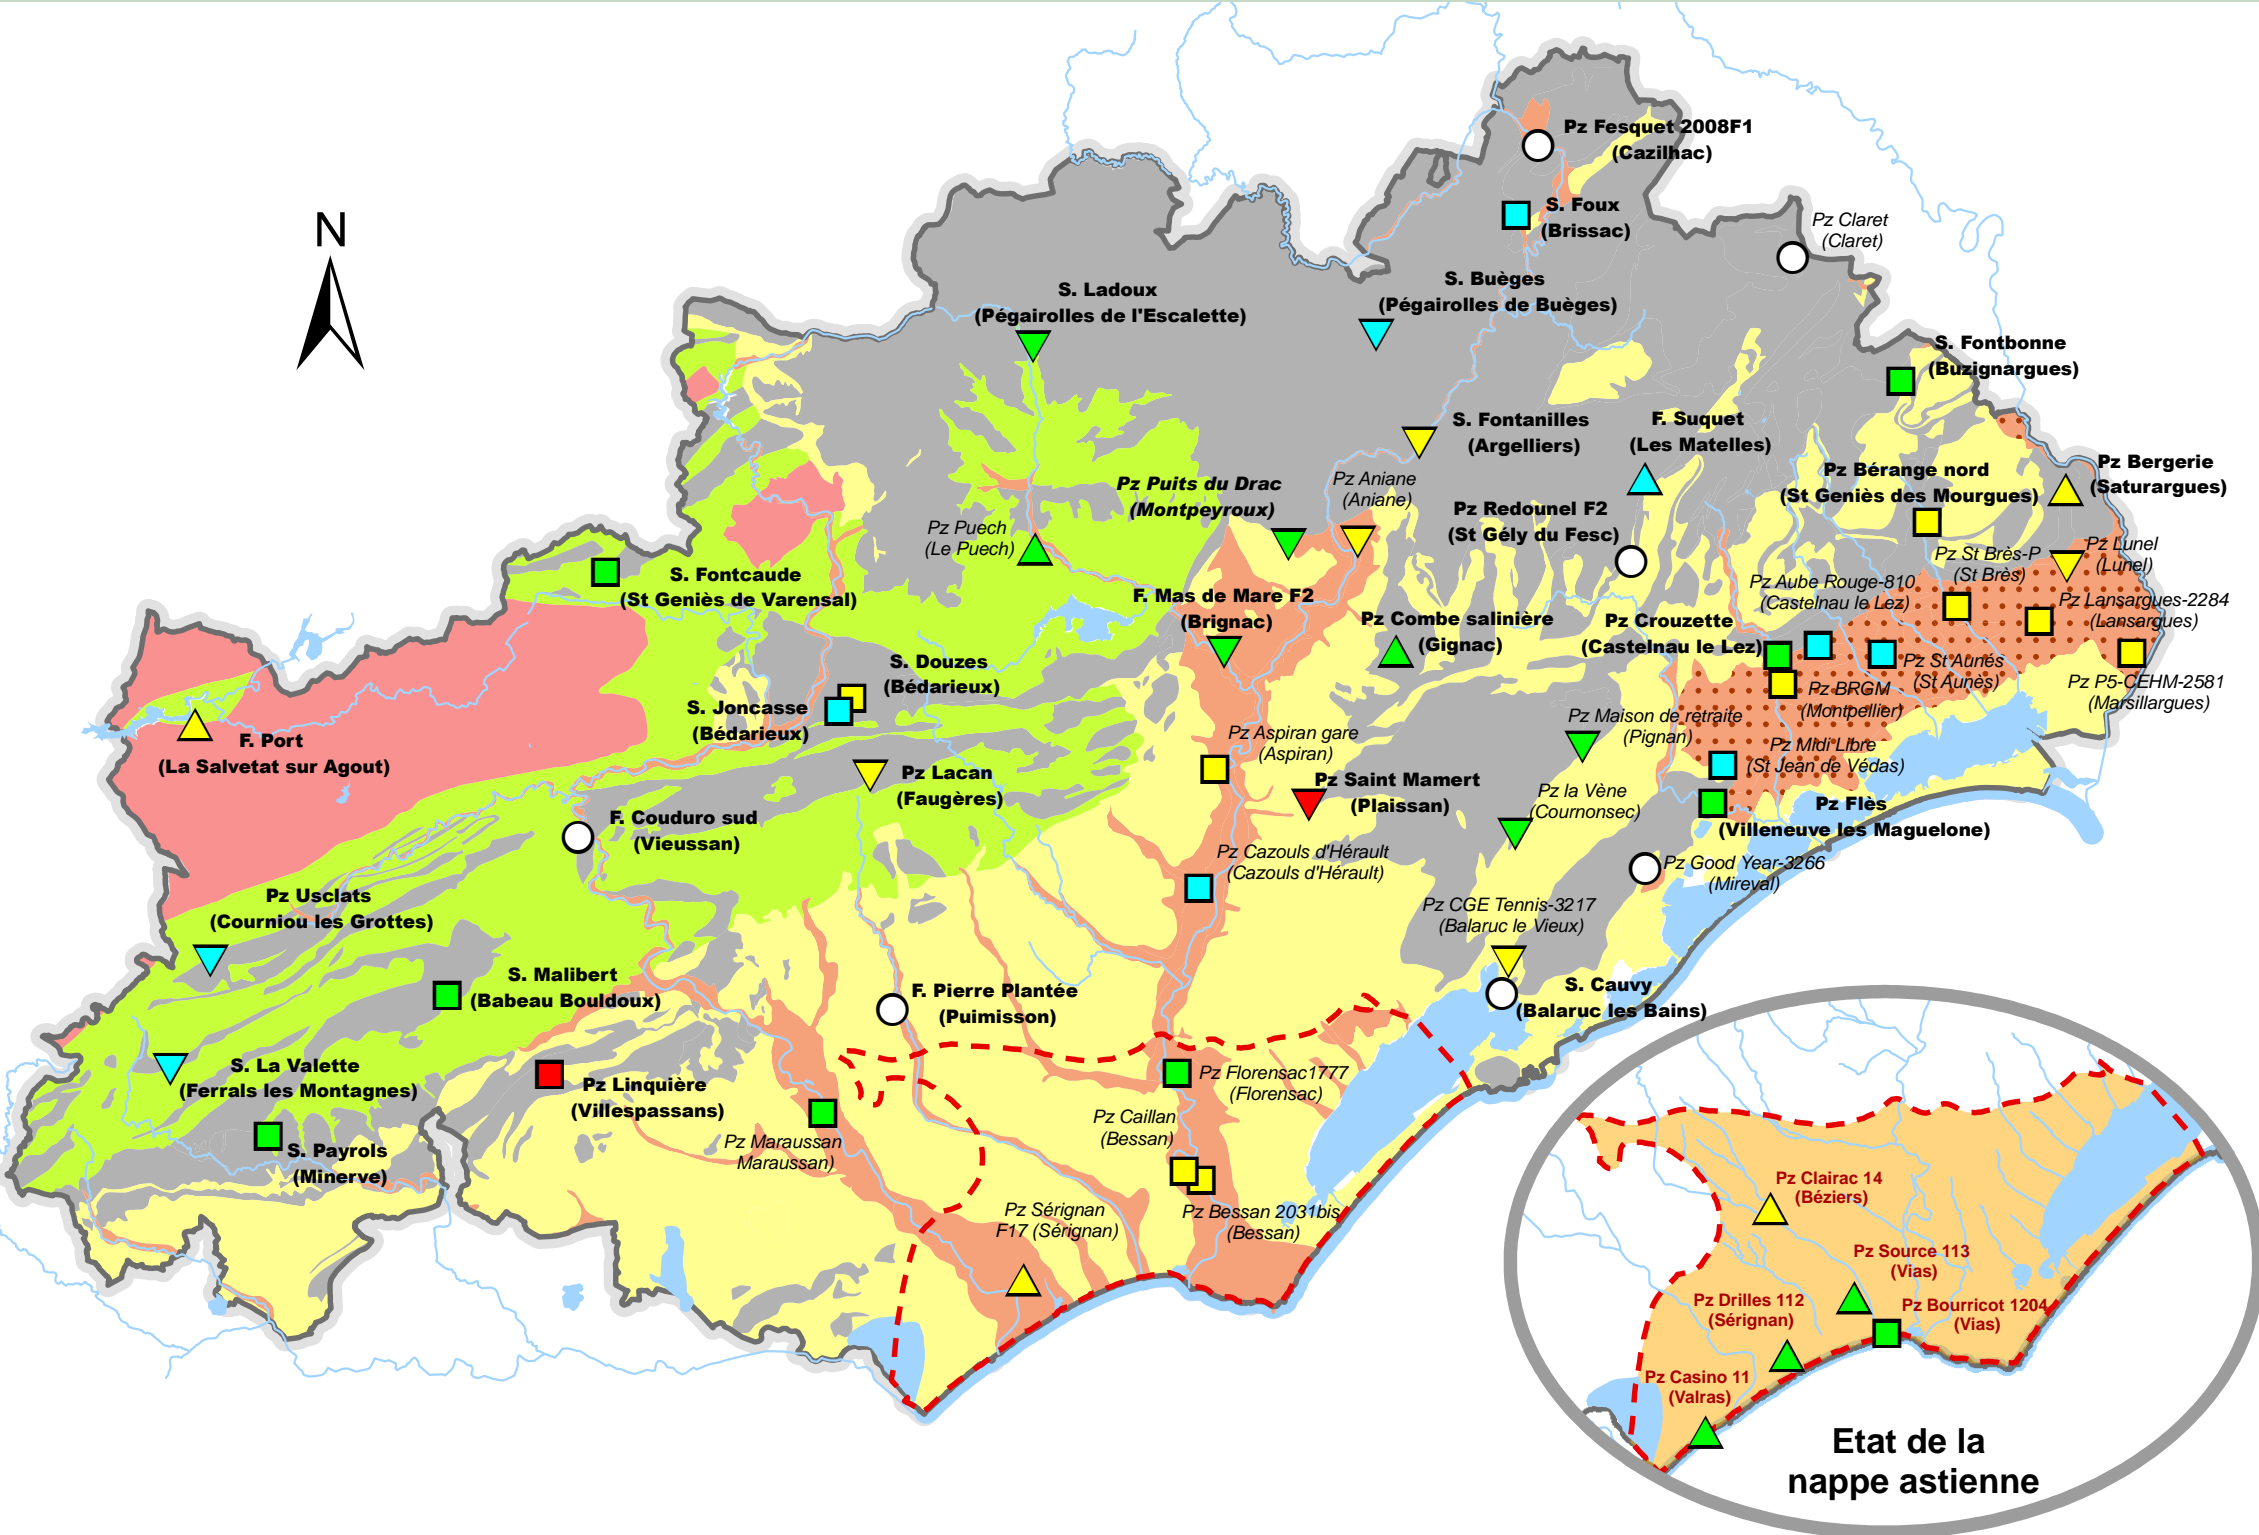 N
Pz Fesquet 2008F1
(Cazilhac)
S. Foux
(Brissac)
Pz Claret
(Claret)
S. Buèges
(Pégairolles de Buèges)
S. Ladoux
(Pégairolles de l'Escalette)
S. Fontbonne
(Buzignargues)
S. Fontanilles
(Argelliers)
F. Suquet
(Les Matelles)
Pz Bérange nord
(St Geniès des Mourgues)
Pz Bergerie
(Saturargues)
Pz Puits du Drac
(Montpeyroux)
Pz Aniane
(Aniane)
Pz Redounel F2
(St Gély du Fesc)
Pz Puech
(Le Puech)
Pz St Brès-P
(St Brès)
Pz Lunel
(Lunel)
S. Fontcaude
(St Geniès de Varensal)
F. Mas de Mare F2
(Brignac)
Pz Combe salinière
(Gignac)
Pz Aube Rouge-810
(Castelnau le Lez)
Pz Lansargues-2284
(Lansargues)
Pz Crouzette
(Castelnau le Lez)
S. Douzes
(Bédarieux)
S. Joncasse
(Bédarieux)
Pz St Aunés
(St Aunès)
Pz BRGM
(Montpellier)
Pz P5-CEHM-2581
(Marsillargues)
F. Port
(La Salvetat sur Agout)
Pz Aspiran gare
(Aspiran)
Pz Maison de retraite
(Pignan)
Pz Midi Libre
(St Jean de Védas)
Pz Lacan
(Faugères)
Pz Saint Mamert
(Plaissan)
Pz la Vène
(Cournonsec)
Pz Flès
(Villeneuve les Maguelone)
F. Couduro sud
(Vieussan)
Pz Cazouls d'Hérault
(Cazouls d'Hérault)
Pz Good Year-3266
(Mireval)
Pz Usclats
(Courniou les Grottes)
Pz CGE Tennis-3217
(Balaruc le Vieux)
S. Malibert
(Babeau Bouldoux)
F. Pierre Plantée
(Puimisson)
S. Cauvy
(Balaruc les Bains)
S. La Valette
(Ferrals les Montagnes)
Pz Linquière
(Villespassans)
Pz Florensac1777
(Florensac)
Pz Caillan
(Bessan)
S. Payrols
(Minerve)
Pz Maraussan
Maraussan)
Pz Sérignan
F17 (Sérignan)
Pz Bessan 2031bis
(Bessan)
Pz Clairac 14
(Béziers)
Pz Source 113
(Vias)
Pz Drilles 112
(Sérignan)
Pz Bourricot 1204
(Vias)
Pz Casino 11
(Valras)
Etat de la
nappe astienne